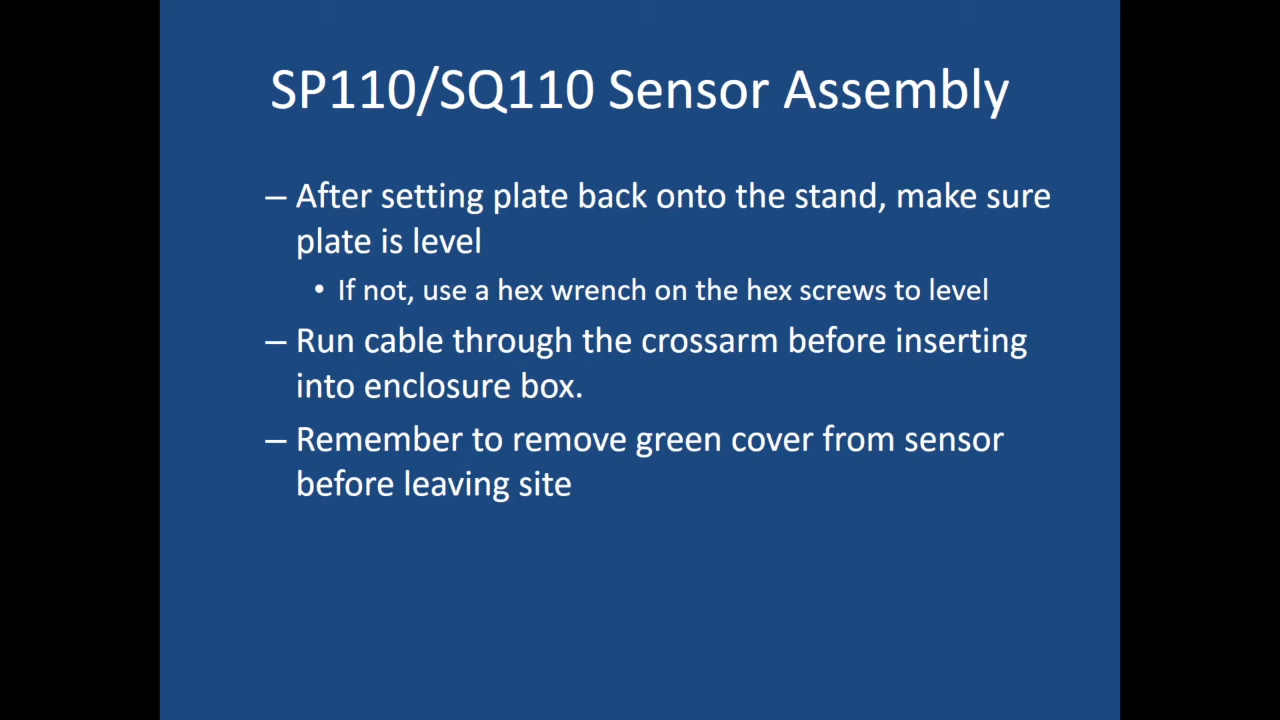 SP110/SQ110 Sensor Assembly
– After setting plate back onto the stand, make sure
plate is level
• If not, use a hex wrench on the hex screws to level
– Run cable through the crossarm before inserting
into enclosure box.
– Remember to remove green cover from sensor
before leaving site